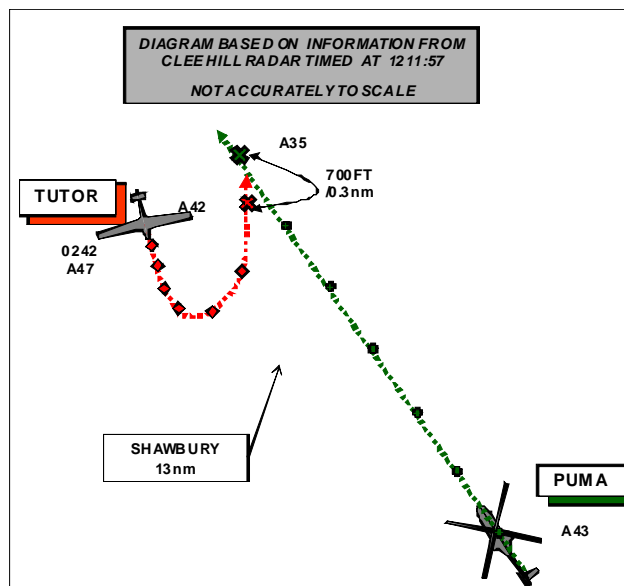 DIAGRAM BASED ON INFORMATION FROM
CLEE HILL RADAR TIMED AT 1211:57
NOT ACCURATELY TO SCALE
A35
700FT
/0.3nm
TUTOR
A42
0242
A47
SHAWBURY
13nm
PUMA
A43